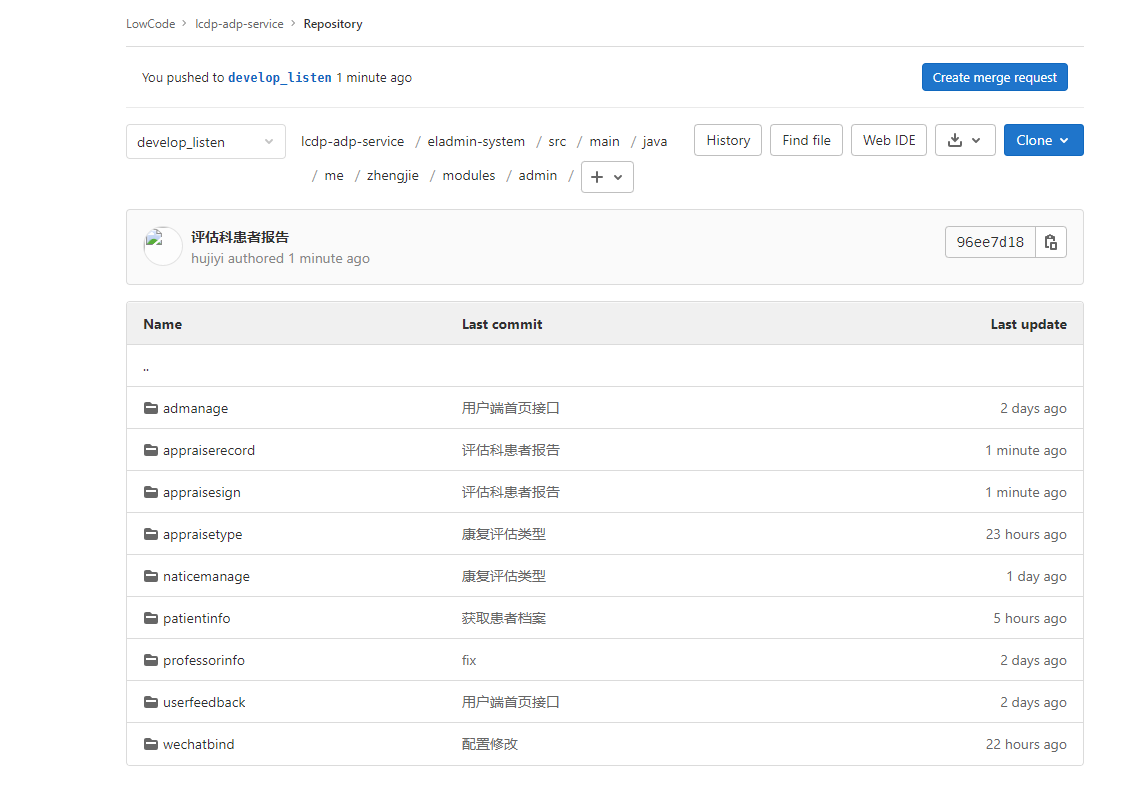 LowCode > lcdp-adp-service > Repository
You pushed to develop_listen 1 minute ago
Create merge request
develop_listen
lcdp-adp-service / eladmin-system / src / main / java
/ me / zhengjie / modules / admin /
History
Find file
Web IDE
Clone
评估科患者报告
hujiyi authored 1 minute ago
96ee7d18
Name Last commit Last update
..
admanage 用户端首页接口 2 days ago
appraiserecord 评估科患者报告 1 minute ago
appraisesign 评估科患者报告 1 minute ago
appraisetype 康复评估类型 23 hours ago
naticemanage 康复评估类型 1 day ago
patientinfo 获取患者档案 5 hours ago
professorinfo fix 2 days ago
userfeedback 用户端首页接口 2 days ago
wechatbind 配置修改 22 hours ago